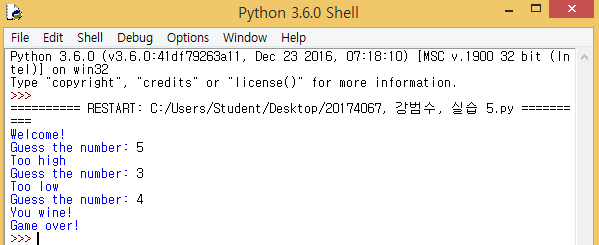 Python 3.6.0 Shell
File Edit Shell Debug Options Window Help
Python 3.6.0 (v3.6.0:41df79263a11, Dec 23 2016, 07:18:10) [MSC v.1900 32 bit (In
tel)] on win32
Type "copyright", "credits" or "license()" for more information.
>>>
========== RESTART: C:/Users/Student/Desktop/20174067, 강범수, 실습 5.py =======
===
Welcome!
Guess the number: 5
Too high
Guess the number: 3
Too low
Guess the number: 4
You wine!
Game over!
>>>